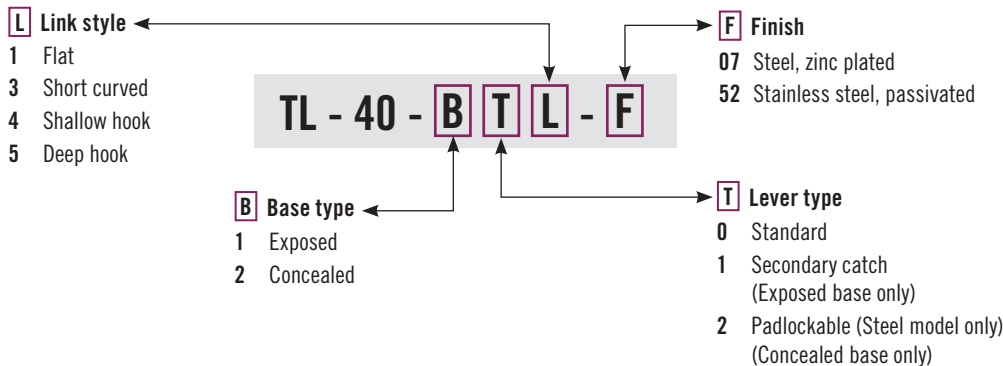 L Link style
1 Flat
3 Short curved
4 Shallow hook
5 Deep hook
F Finish
07 Steel, zinc plated
52 Stainless steel, passivated
TL - 40 - B T L - F
B Base type
1 Exposed
2 Concealed
T Lever type
0 Standard
1 Secondary catch
(Exposed base only)
2 Padlockable (Steel model only)
(Concealed base only)